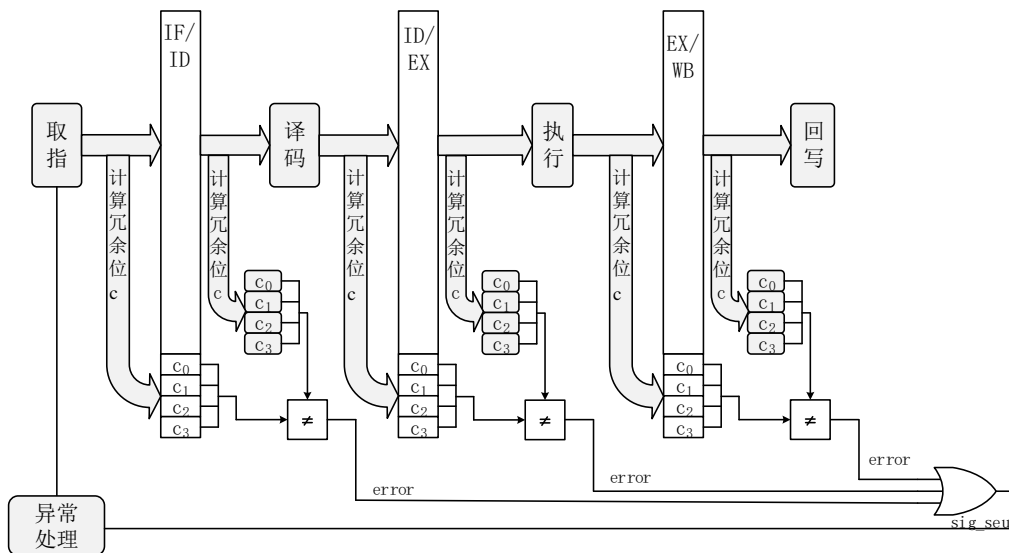 IF/
ID
ID/
EX
EX/
WB
取
指
译
码
执
行
回
写
计
算
冗
余
位
c
计
算
冗
余
位
c
计
算
冗
余
位
c
计
算
冗
余
位
c
计
算
冗
余
位
c
计
算
冗
余
位
c
c₀
c₁
c₂
c₃
c₀
c₁
c₂
c₃
c₀
c₁
c₂
c₃
c₀
c₁
c₂
c₃
c₀
c₁
c₂
c₃
c₀
c₁
c₂
c₃
≠
≠
≠
error
error
error
sig_seu
异常
处理